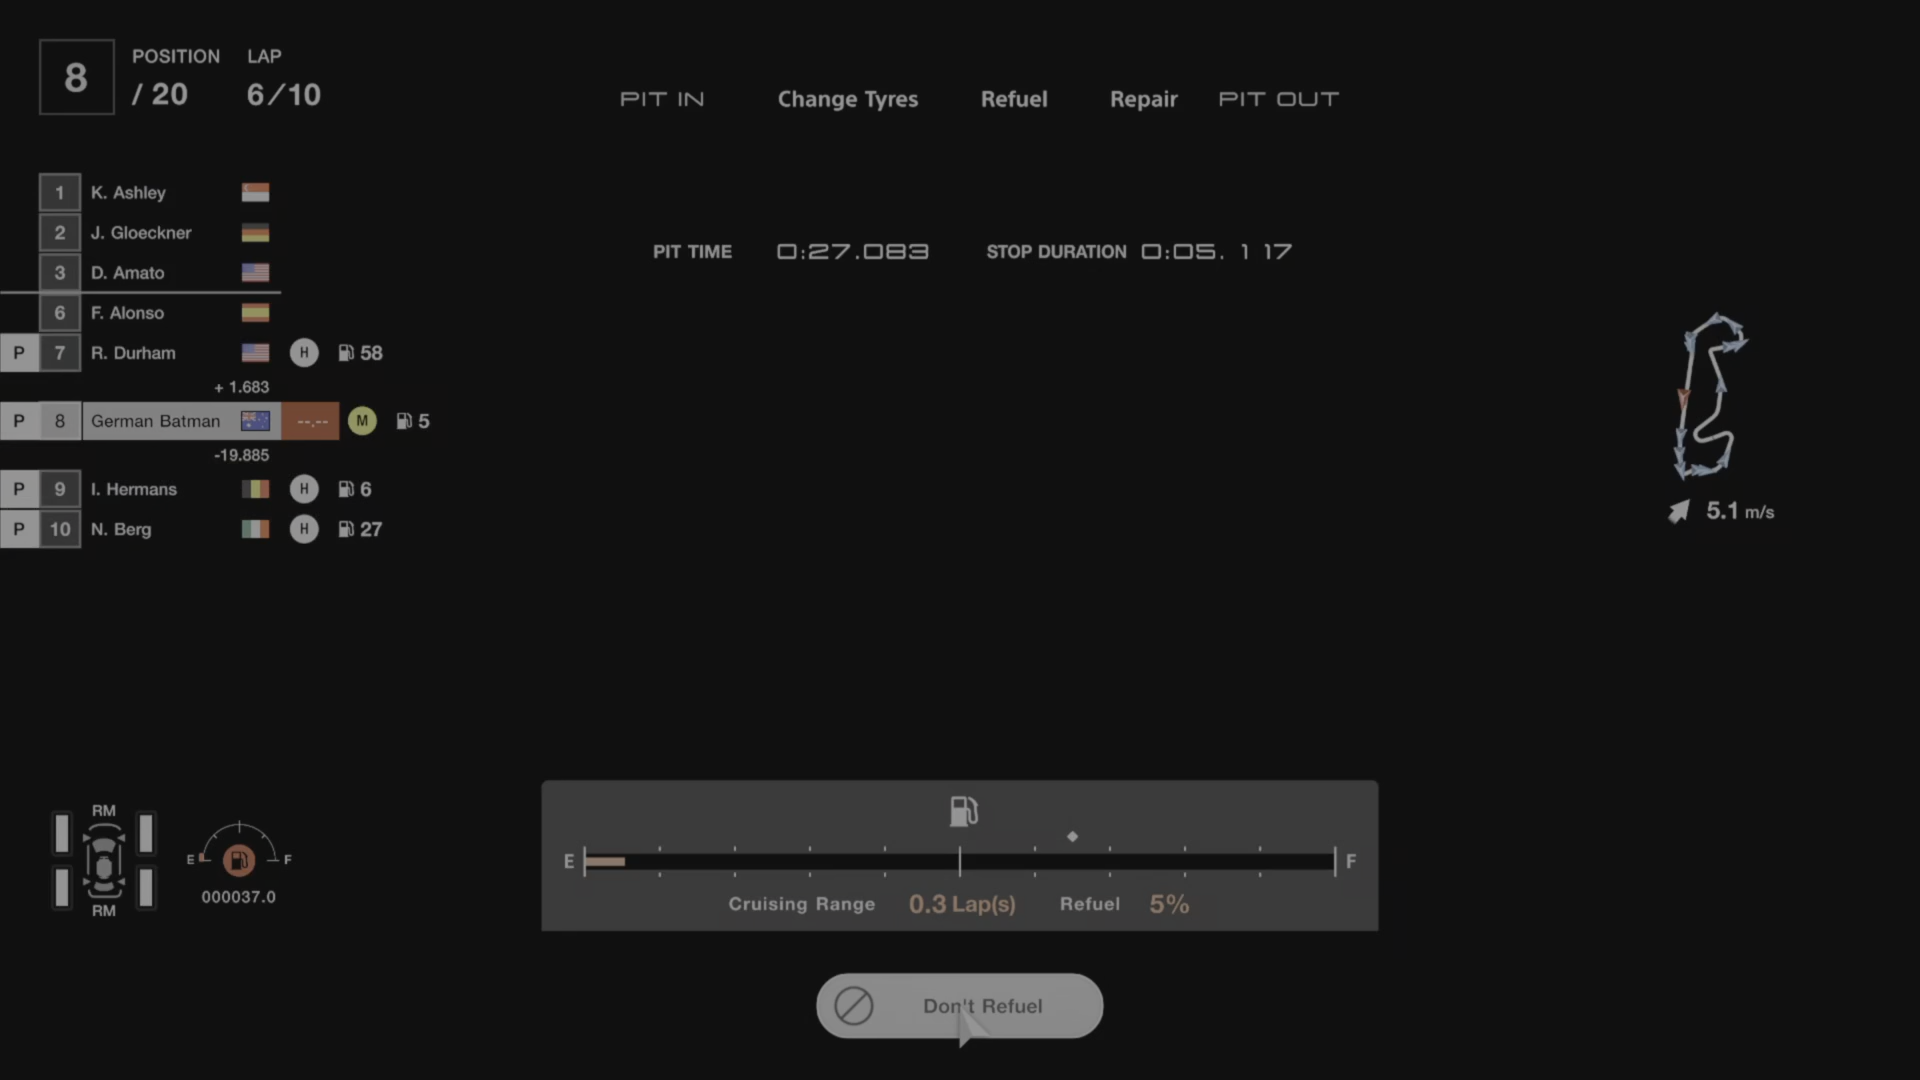 8
POSITION LAP
/ 20 6/10
PIT IN Change Tyres Refuel Repair PIT OUT
PIT TIME 0:27.083 STOP DURATION 0:05.117
1 K. Ashley
2 J. Gloeckner
3 D. Amato
6 F. Alonso
P 7 R. Durham H 58
+ 1.683
P 8 German Batman --.-- M 5
-19.885
P 9 I. Hermans H 6
P 10 N. Berg H 27
5.1 m/s
RM
E F
000037.0
RM
E F
Cruising Range 0.3 Lap(s) Refuel 5%
Don't Refuel